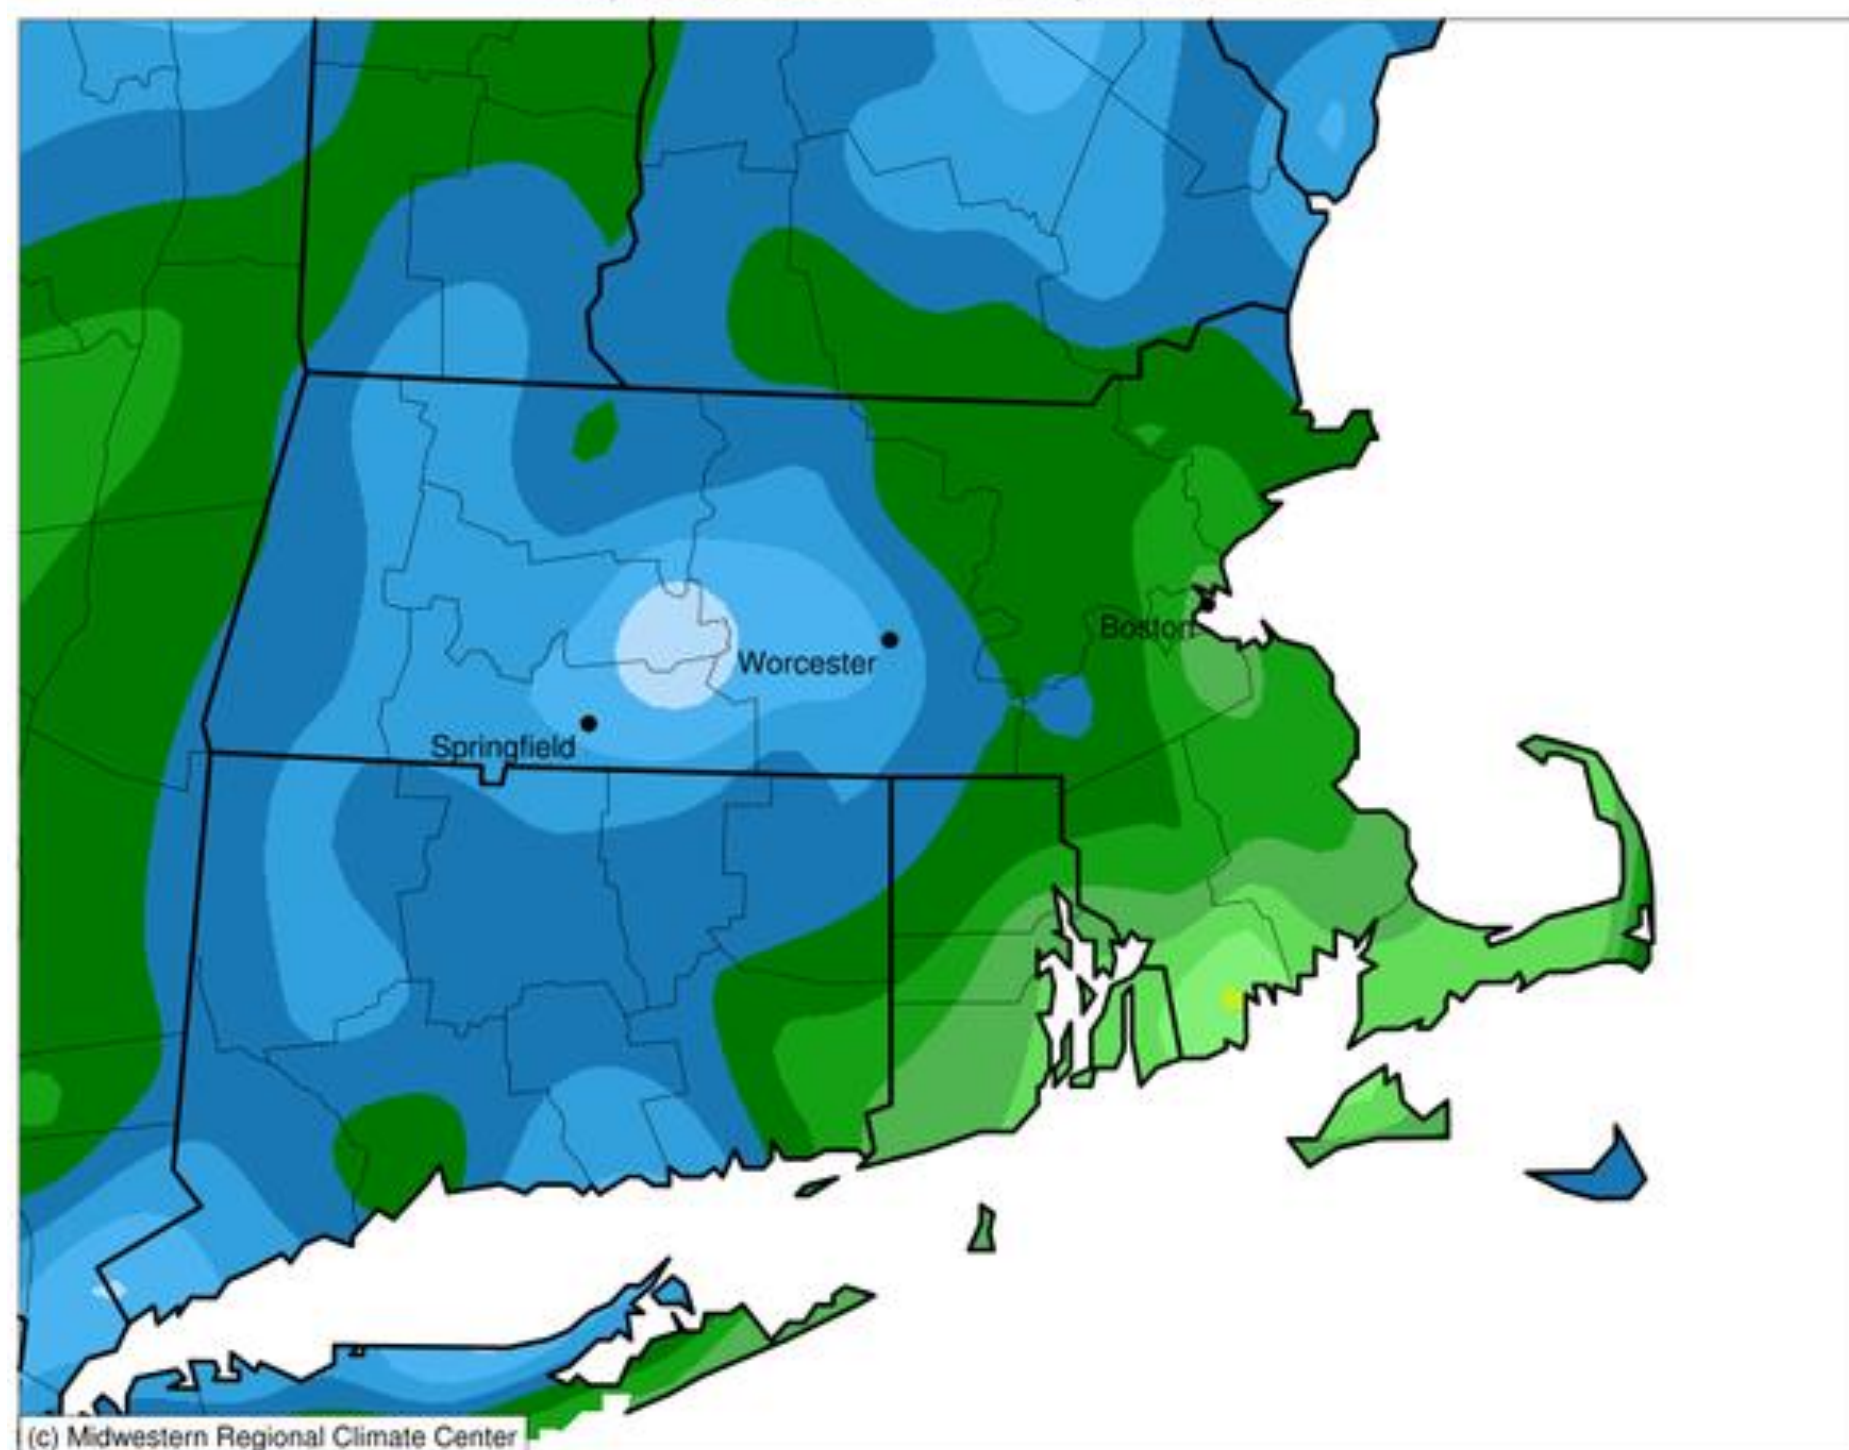 Boston
Worcester
Springfield
(c) Midwestern Regional Climate Center